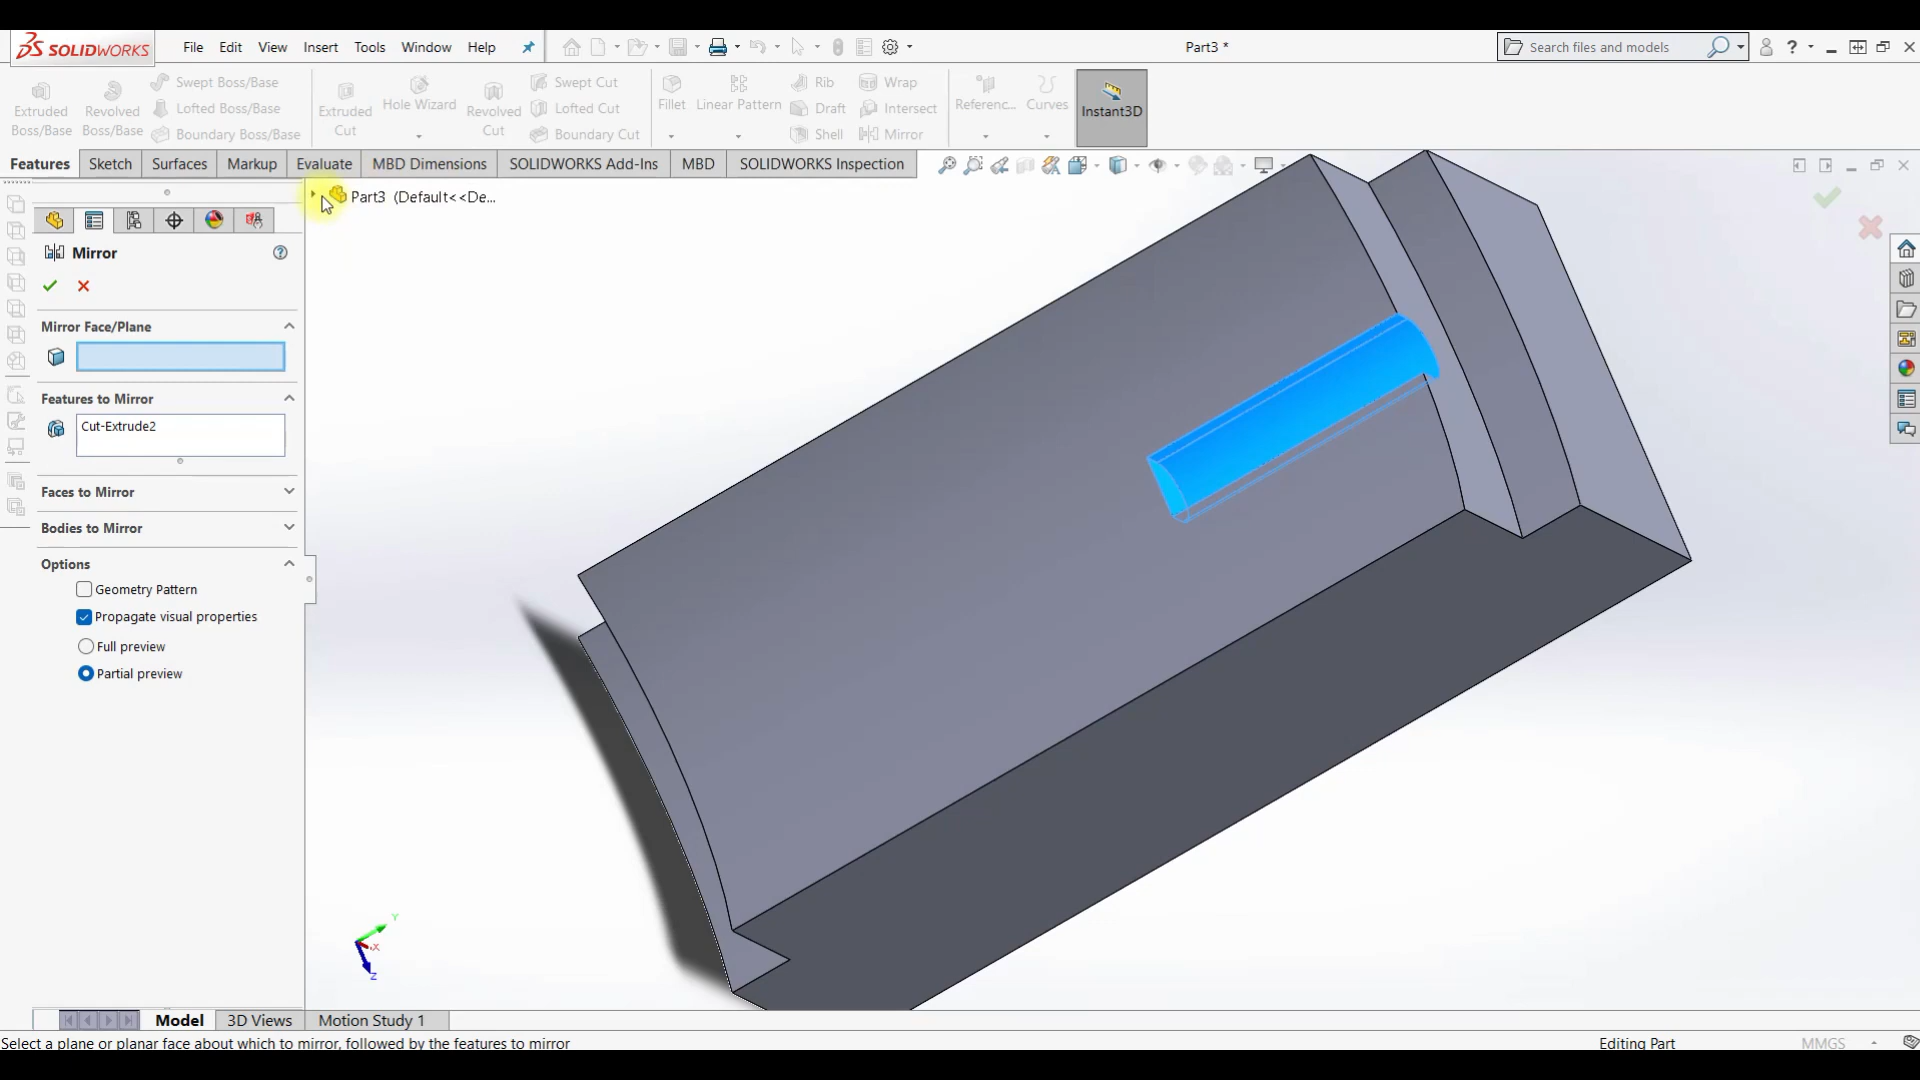 SOLIDWORKS File Edit View Insert Tools Window Help Part3 * Search files and models ?
Extruded Boss/Base
Revolved Boss/Base
Swept Boss/Base
Lofted Boss/Base
Boundary Boss/Base
Extruded Cut
Hole Wizard
Revolved Cut
Swept Cut
Lofted Cut
Boundary Cut
Fillet
Linear Pattern
Rib
Draft
Shell
Wrap
Intersect
Mirror
Referenc...
Curves
Instant3D
Features Sketch Surfaces Markup Evaluate MBD Dimensions SOLIDWORKS Add-Ins MBD SOLIDWORKS Inspection
Part3 (Default<<De...
Mirror
Mirror Face/Plane
Features to Mirror
Cut-Extrude2
Faces to Mirror
Bodies to Mirror
Options
Geometry Pattern
Propagate visual properties
Full preview
Partial preview
Y
X
Z
Model 3D Views Motion Study 1
Select a plane or planar face about which to mirror, followed by the features to mirror Editing Part MMGS